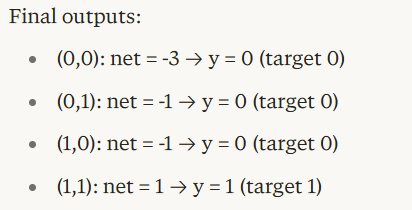 Final outputs:
• (0,0): net = -3 → y = 0 (target 0)
• (0,1): net = -1 → y = 0 (target 0)
• (1,0): net = -1 → y = 0 (target 0)
• (1,1): net = 1 → y = 1 (target 1)